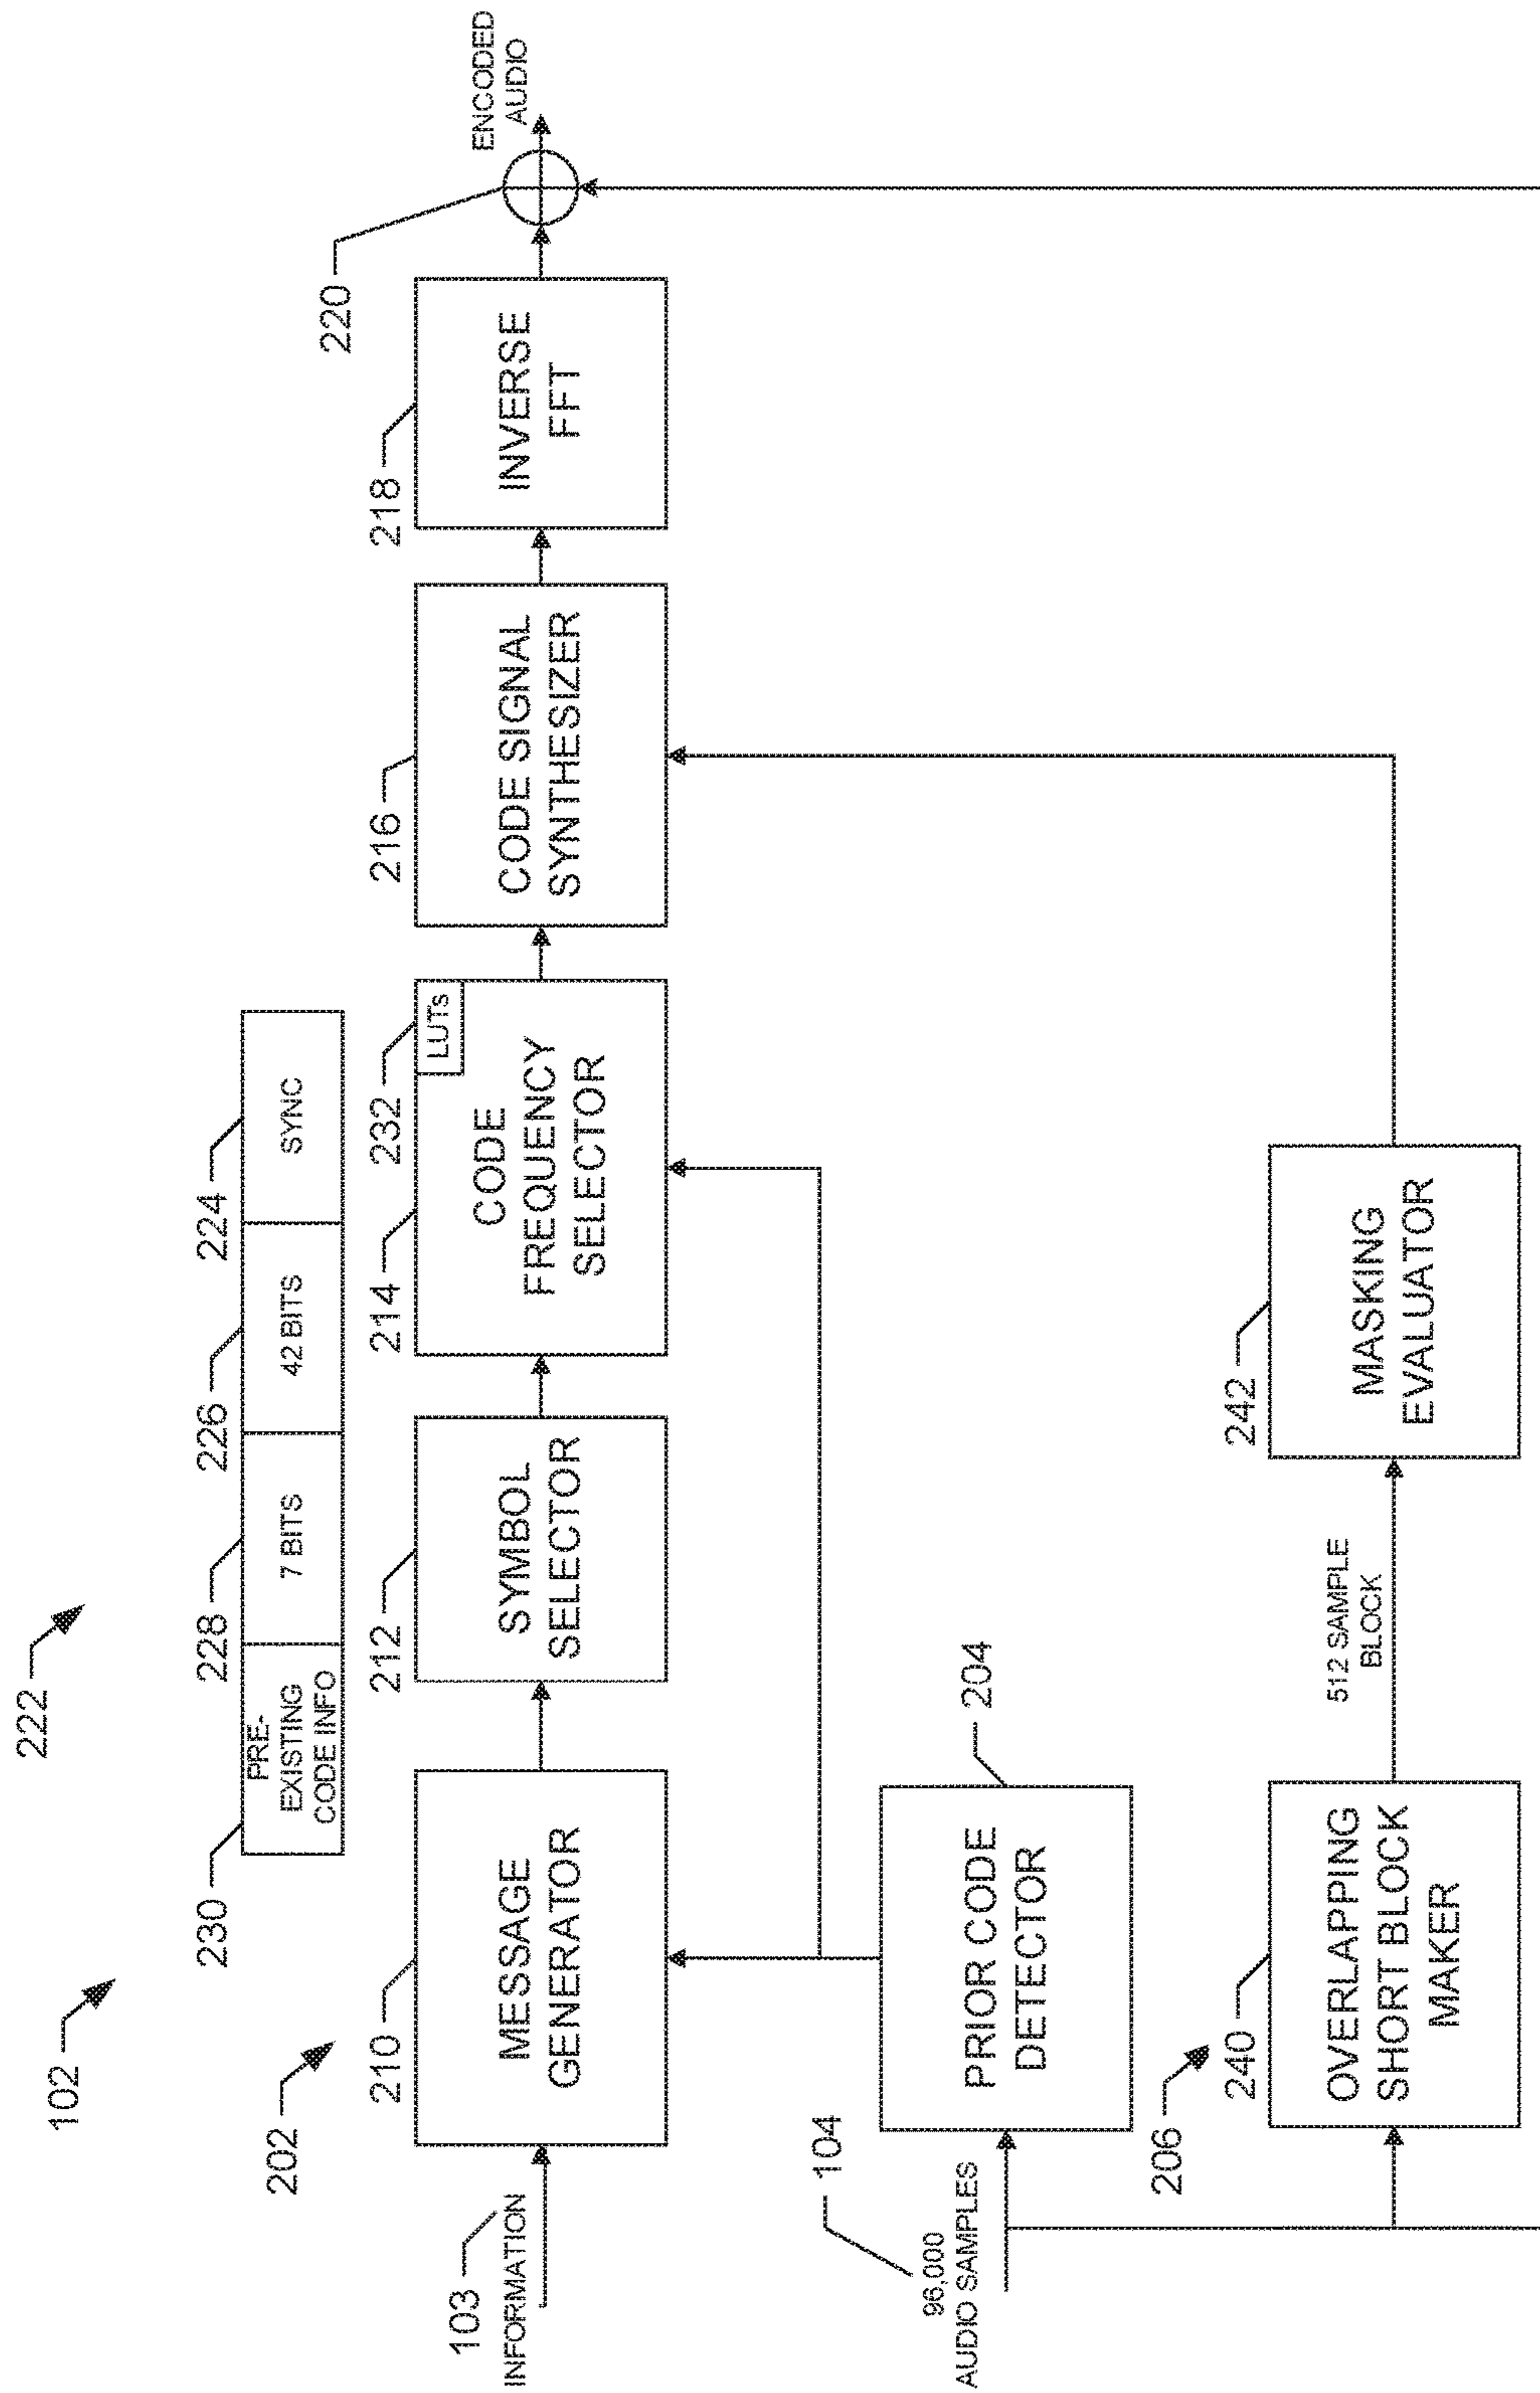 102
222
202
230
228
226
224
PRE-
EXISTING
CODE INFO
7 BITS
42 BITS
SYNC
103
INFORMATION
210
MESSAGE
GENERATOR
212
SYMBOL
SELECTOR
214
232
LUTs
CODE
FREQUENCY
SELECTOR
216
CODE SIGNAL
SYNTHESIZER
218
INVERSE
FFT
220
ENCODED
AUDIO
104
96,000
AUDIO SAMPLES
204
PRIOR CODE
DETECTOR
206
240
OVERLAPPING
SHORT BLOCK
MAKER
512 SAMPLE
BLOCK
242
MASKING
EVALUATOR